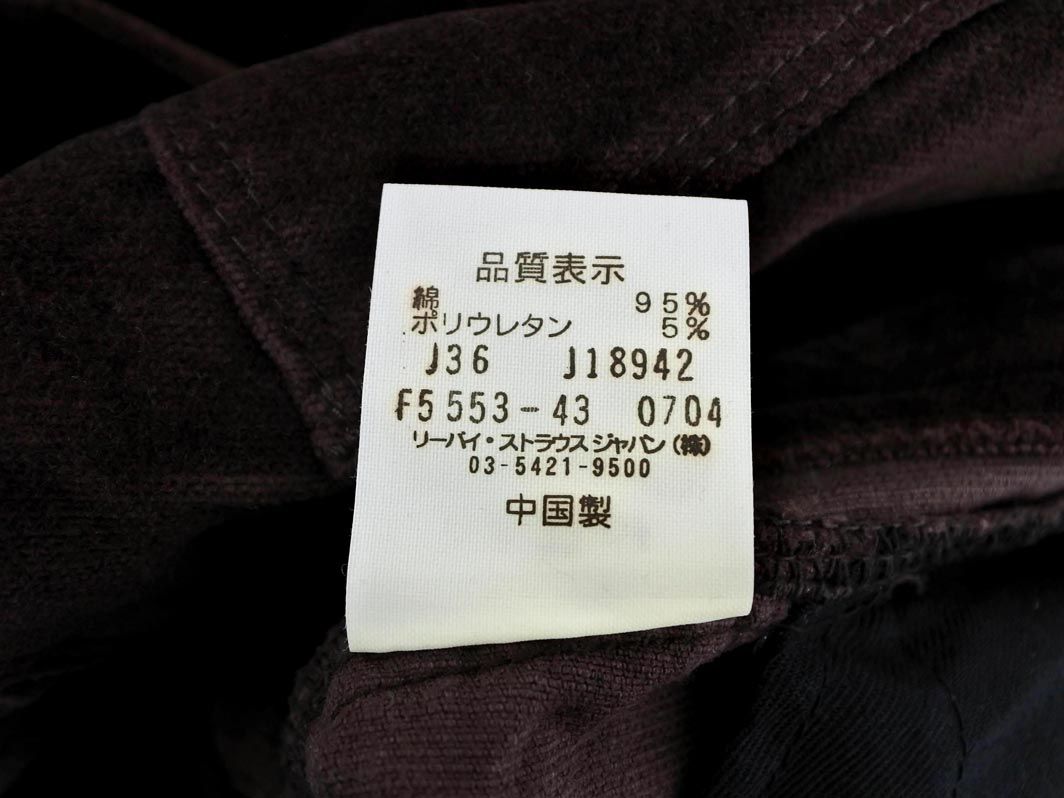 品質表示
綿 95%
ポリウレタン 5%
J36 J18942
F5553-43 0704
リーバイ・ストラウスジャパン(株)
03-5421-9500
中国製